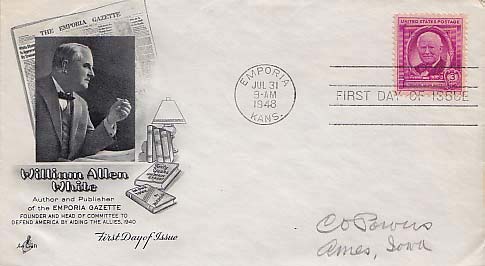 THE EMPORIA GAZETTE
William Allen
White
Author and Publisher
of the EMPORIA GAZETTE
FOUNDER AND HEAD OF COMMITTEE TO
DEFEND AMERICA BY AIDING THE ALLIES, 1940
First Day of Issue
EMPORIA
JUL 31
9-AM
1948
KANS.
UNITED STATES POSTAGE
3
FIRST DAY OF ISSUE
C O Powers
Ames, Iowa